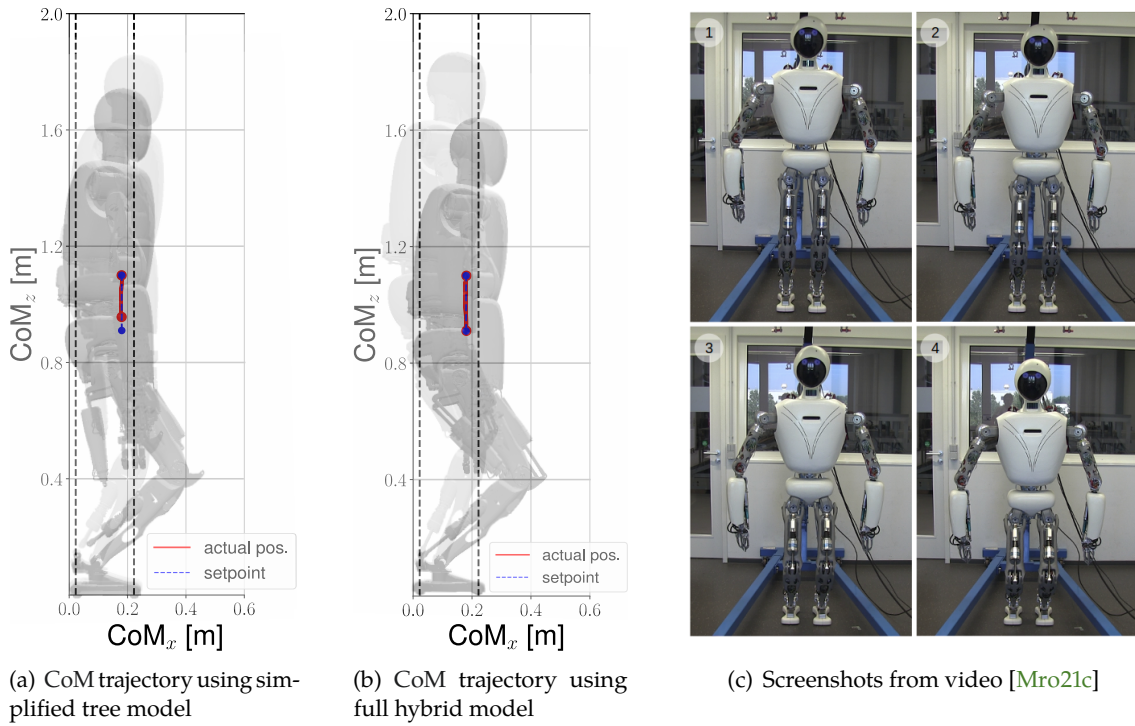 2.0
1.6
1.2
0.8
0.4
0.0 0.2 0.4 0.6
CoM_z [m]
CoM_x [m]
actual pos.
setpoint
(a) CoM trajectory using sim-
plified tree model
2.0
1.6
1.2
0.8
0.4
0.0 0.2 0.4 0.6
CoM_z [m]
CoM_x [m]
actual pos.
setpoint
(b) CoM trajectory using
full hybrid model
1
2
3
4
(c) Screenshots from video [Mro21c]